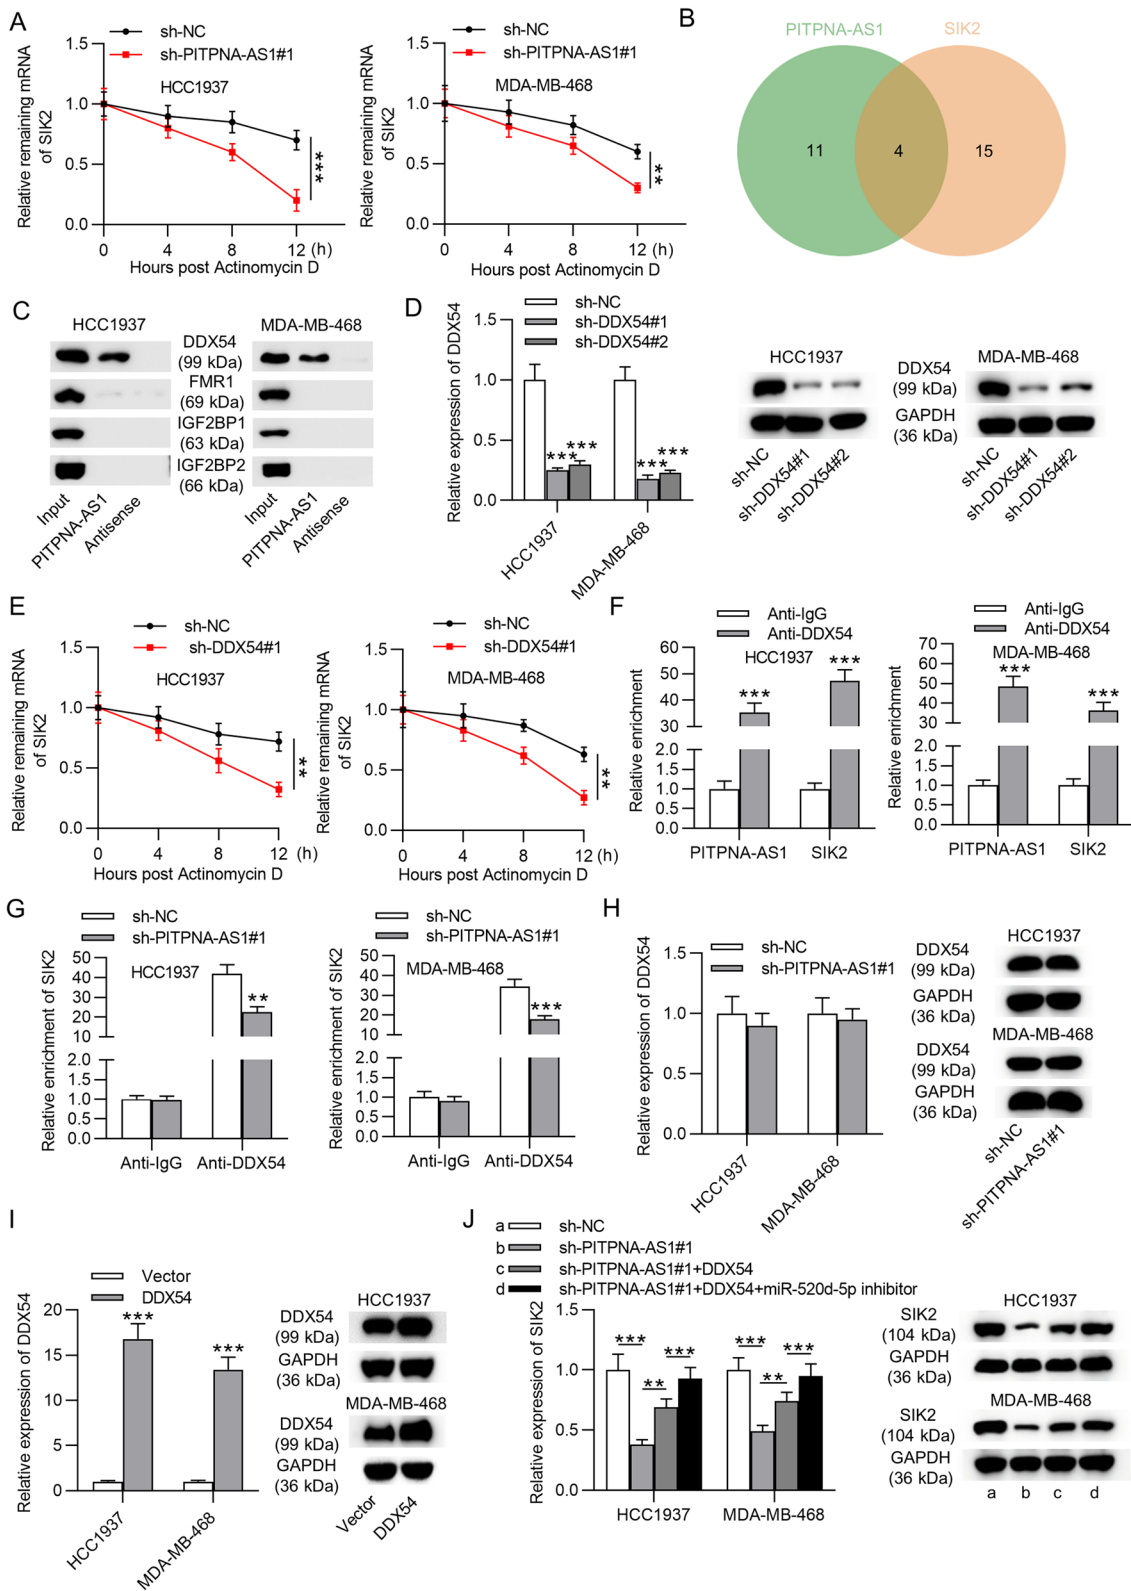 A
sh-NC
sh-PITPNA-AS1#1
HCC1937
Relative remaining mRNA
of SIK2
1.5
1.0
0.5
0.0
***
0 4 8 12 (h)
Hours post Actinomycin D
sh-NC
sh-PITPNA-AS1#1
MDA-MB-468
Relative remaining mRNA
of SIK2
1.5
1.0
0.5
0.0
**
0 4 8 12 (h)
Hours post Actinomycin D
B
PITPNA-AS1 SIK2
11 4 15
C
HCC1937 MDA-MB-468
DDX54
(99 kDa)
FMR1
(69 kDa)
IGF2BP1
(63 kDa)
IGF2BP2
(66 kDa)
Input
PITPNA-AS1
Antisense
Input
PITPNA-AS1
Antisense
D
sh-NC
sh-DDX54#1
sh-DDX54#2
Relative expression of DDX54
1.5
1.0
0.5
0.0
*** *** *** ***
HCC1937
MDA-MB-468
HCC1937 MDA-MB-468
DDX54
(99 kDa)
GAPDH
(36 kDa)
sh-NC
sh-DDX54#1
sh-DDX54#2
sh-NC
sh-DDX54#1
sh-DDX54#2
E
sh-NC
sh-DDX54#1
HCC1937
Relative remaining mRNA
of SIK2
1.5
1.0
0.5
0.0
**
0 4 8 12 (h)
Hours post Actinomycin D
sh-NC
sh-DDX54#1
MDA-MB-468
Relative remaining mRNA
of SIK2
1.5
1.0
0.5
0.0
**
0 4 8 12 (h)
Hours post Actinomycin D
F
Anti-IgG
Anti-DDX54
HCC1937
Relative enrichment
60
50
40
30
2.0
1.5
1.0
0.5
0.0
*** ***
PITPNA-AS1 SIK2
Anti-IgG
Anti-DDX54
MDA-MB-468
Relative enrichment
70
60
50
40
30
2.0
1.5
1.0
0.5
0.0
*** ***
PITPNA-AS1 SIK2
G
sh-NC
sh-PITPNA-AS1#1
HCC1937
Relative enrichment of SIK2
50
40
30
20
10
2.0
1.5
1.0
0.5
0.0
**
Anti-IgG Anti-DDX54
sh-NC
sh-PITPNA-AS1#1
MDA-MB-468
Relative enrichment of SIK2
50
40
30
20
10
2.0
1.5
1.0
0.5
0.0
***
Anti-IgG Anti-DDX54
H
sh-NC
sh-PITPNA-AS1#1
Relative expression of DDX54
1.5
1.0
0.5
0.0
HCC1937
MDA-MB-468
HCC1937
DDX54
(99 kDa)
GAPDH
(36 kDa)
MDA-MB-468
DDX54
(99 kDa)
GAPDH
(36 kDa)
sh-NC
sh-PITPNA-AS1#1
I
Vector
DDX54
Relative expression of DDX54
20
15
10
5
0
*** ***
HCC1937
MDA-MB-468
HCC1937
DDX54
(99 kDa)
GAPDH
(36 kDa)
MDA-MB-468
DDX54
(99 kDa)
GAPDH
(36 kDa)
Vector
DDX54
J
a sh-NC
b sh-PITPNA-AS1#1
c sh-PITPNA-AS1#1+DDX54
d sh-PITPNA-AS1#1+DDX54+miR-520d-5p inhibitor
Relative expression of SIK2
1.5
1.0
0.5
0.0
*** ** *** *** ** ***
HCC1937 MDA-MB-468
HCC1937
SIK2
(104 kDa)
GAPDH
(36 kDa)
MDA-MB-468
SIK2
(104 kDa)
GAPDH
(36 kDa)
a b c d